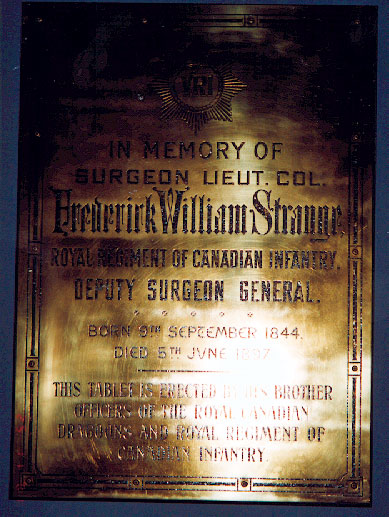 VRI
IN MEMORY OF
SURGEON LIEUT. COL.
Frederick William Strange,
ROYAL REGIMENT OF CANADIAN INFANTRY.
DEPUTY SURGEON GENERAL.
BORN 9TH SEPTEMBER 1844.
DIED 5TH JUNE 1897.
THIS TABLET IS ERECTED BY HIS BROTHER
OFFICERS OF THE ROYAL CANADIAN
DRAGOONS AND ROYAL REGIMENT OF
CANADIAN INFANTRY.